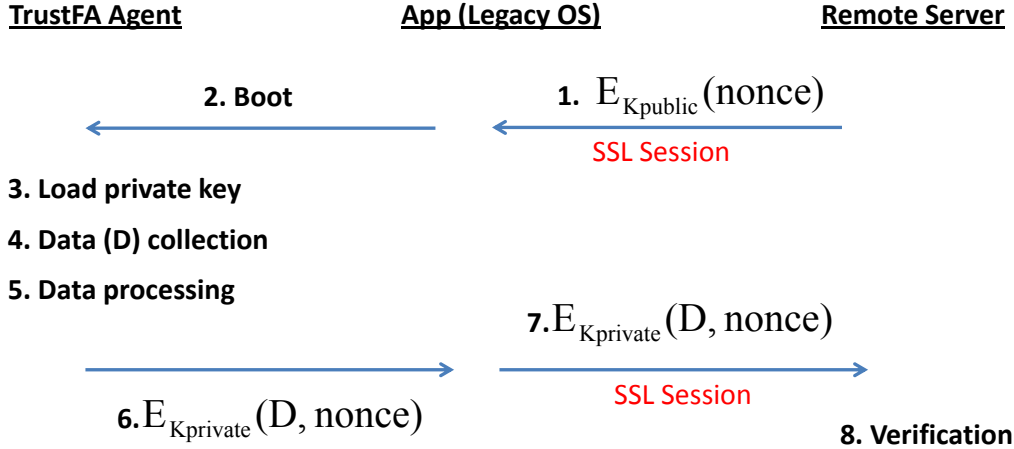 TrustFA Agent App (Legacy OS) Remote Server
2. Boot 1. E_Kpublic(nonce)
SSL Session
3. Load private key
4. Data (D) collection
5. Data processing
7.E_Kprivate(D, nonce)
SSL Session
6.E_Kprivate(D, nonce)
8. Verification